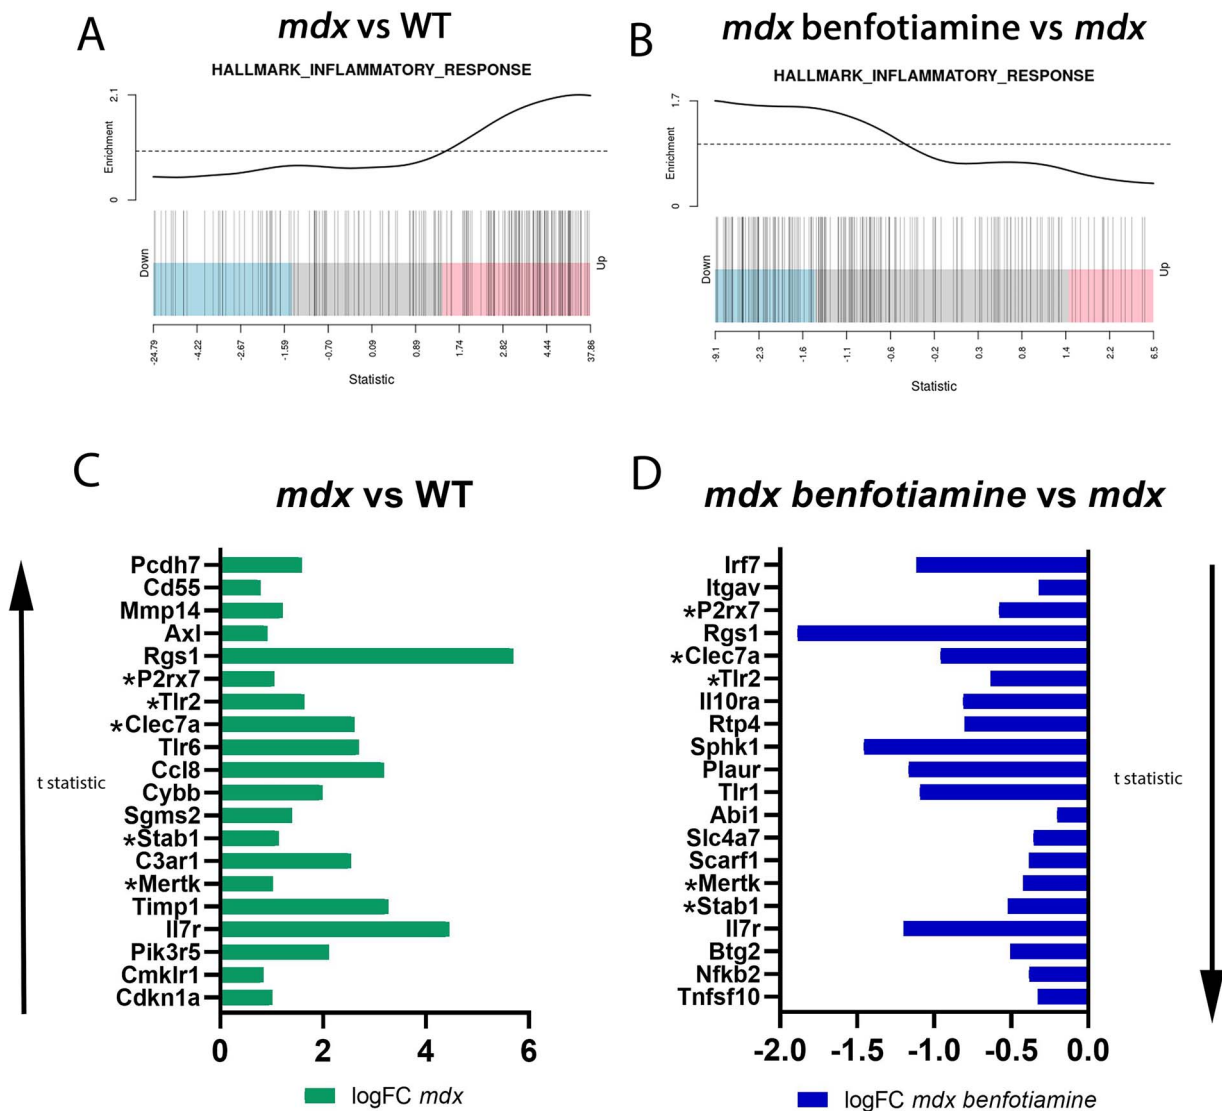 A
mdx vs WT
HALLMARK_INFLAMMATORY_RESPONSE
2.1
Enrichment
0
Down
Up
-24.79
-4.22
-2.67
-1.59
-0.70
0.09
0.89
1.74
2.82
4.44
37.86
Statistic
B
mdx benfotiamine vs mdx
HALLMARK_INFLAMMATORY_RESPONSE
1.7
Enrichment
0
Down
Up
-9.1
-2.3
-1.6
-1.1
-0.6
-0.2
0.3
0.8
1.4
2.2
6.5
Statistic
C
mdx vs WT
t statistic
Pcdh7
Cd55
Mmp14
Axl
Rgs1
*P2rx7
*Tlr2
*Clec7a
Tlr6
Ccl8
Cybb
Sgms2
*Stab1
C3ar1
*Mertk
Timp1
Il7r
Pik3r5
Cmklr1
Cdkn1a
0 2 4 6
logFC mdx
D
mdx benfotiamine vs mdx
Irf7
Itgav
*P2rx7
Rgs1
*Clec7a
*Tlr2
Il10ra
Rtp4
Sphk1
Plaur
Tlr1
Abi1
Slc4a7
Scarf1
*Mertk
*Stab1
Il7r
Btg2
Nfkb2
Tnfsf10
t statistic
-2.0 -1.5 -1.0 -0.5 0.0
logFC mdx benfotiamine